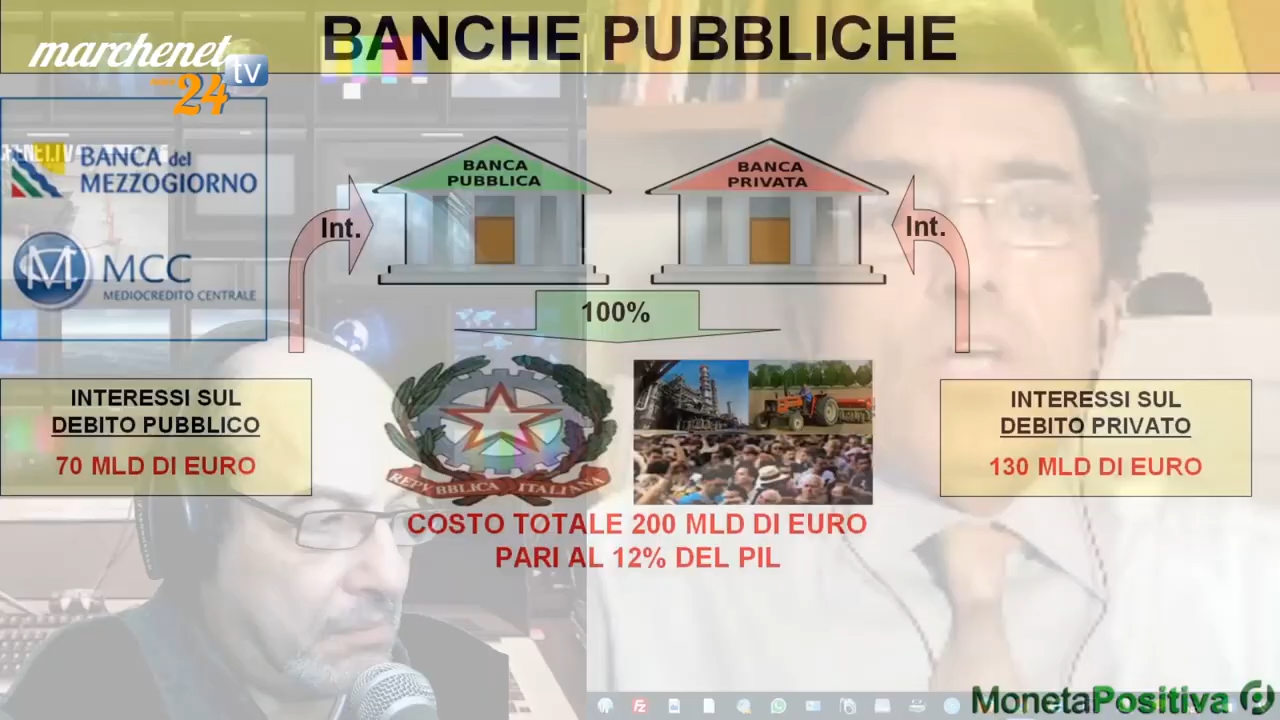 BANCHE PUBBLICHE
marchenet
24
tv
BANCA del
MEZZOGIORNO
MCC
MEDIOCREDITO CENTRALE
BANCA
PUBBLICA
BANCA
PRIVATA
Int.
Int.
100%
INTERESSI SUL
DEBITO PUBBLICO
70 MLD DI EURO
REPVBBLICA ITALIANA
INTERESSI SUL
DEBITO PRIVATO
130 MLD DI EURO
COSTO TOTALE 200 MLD DI EURO
PARI AL 12% DEL PIL
MonetaPositiva